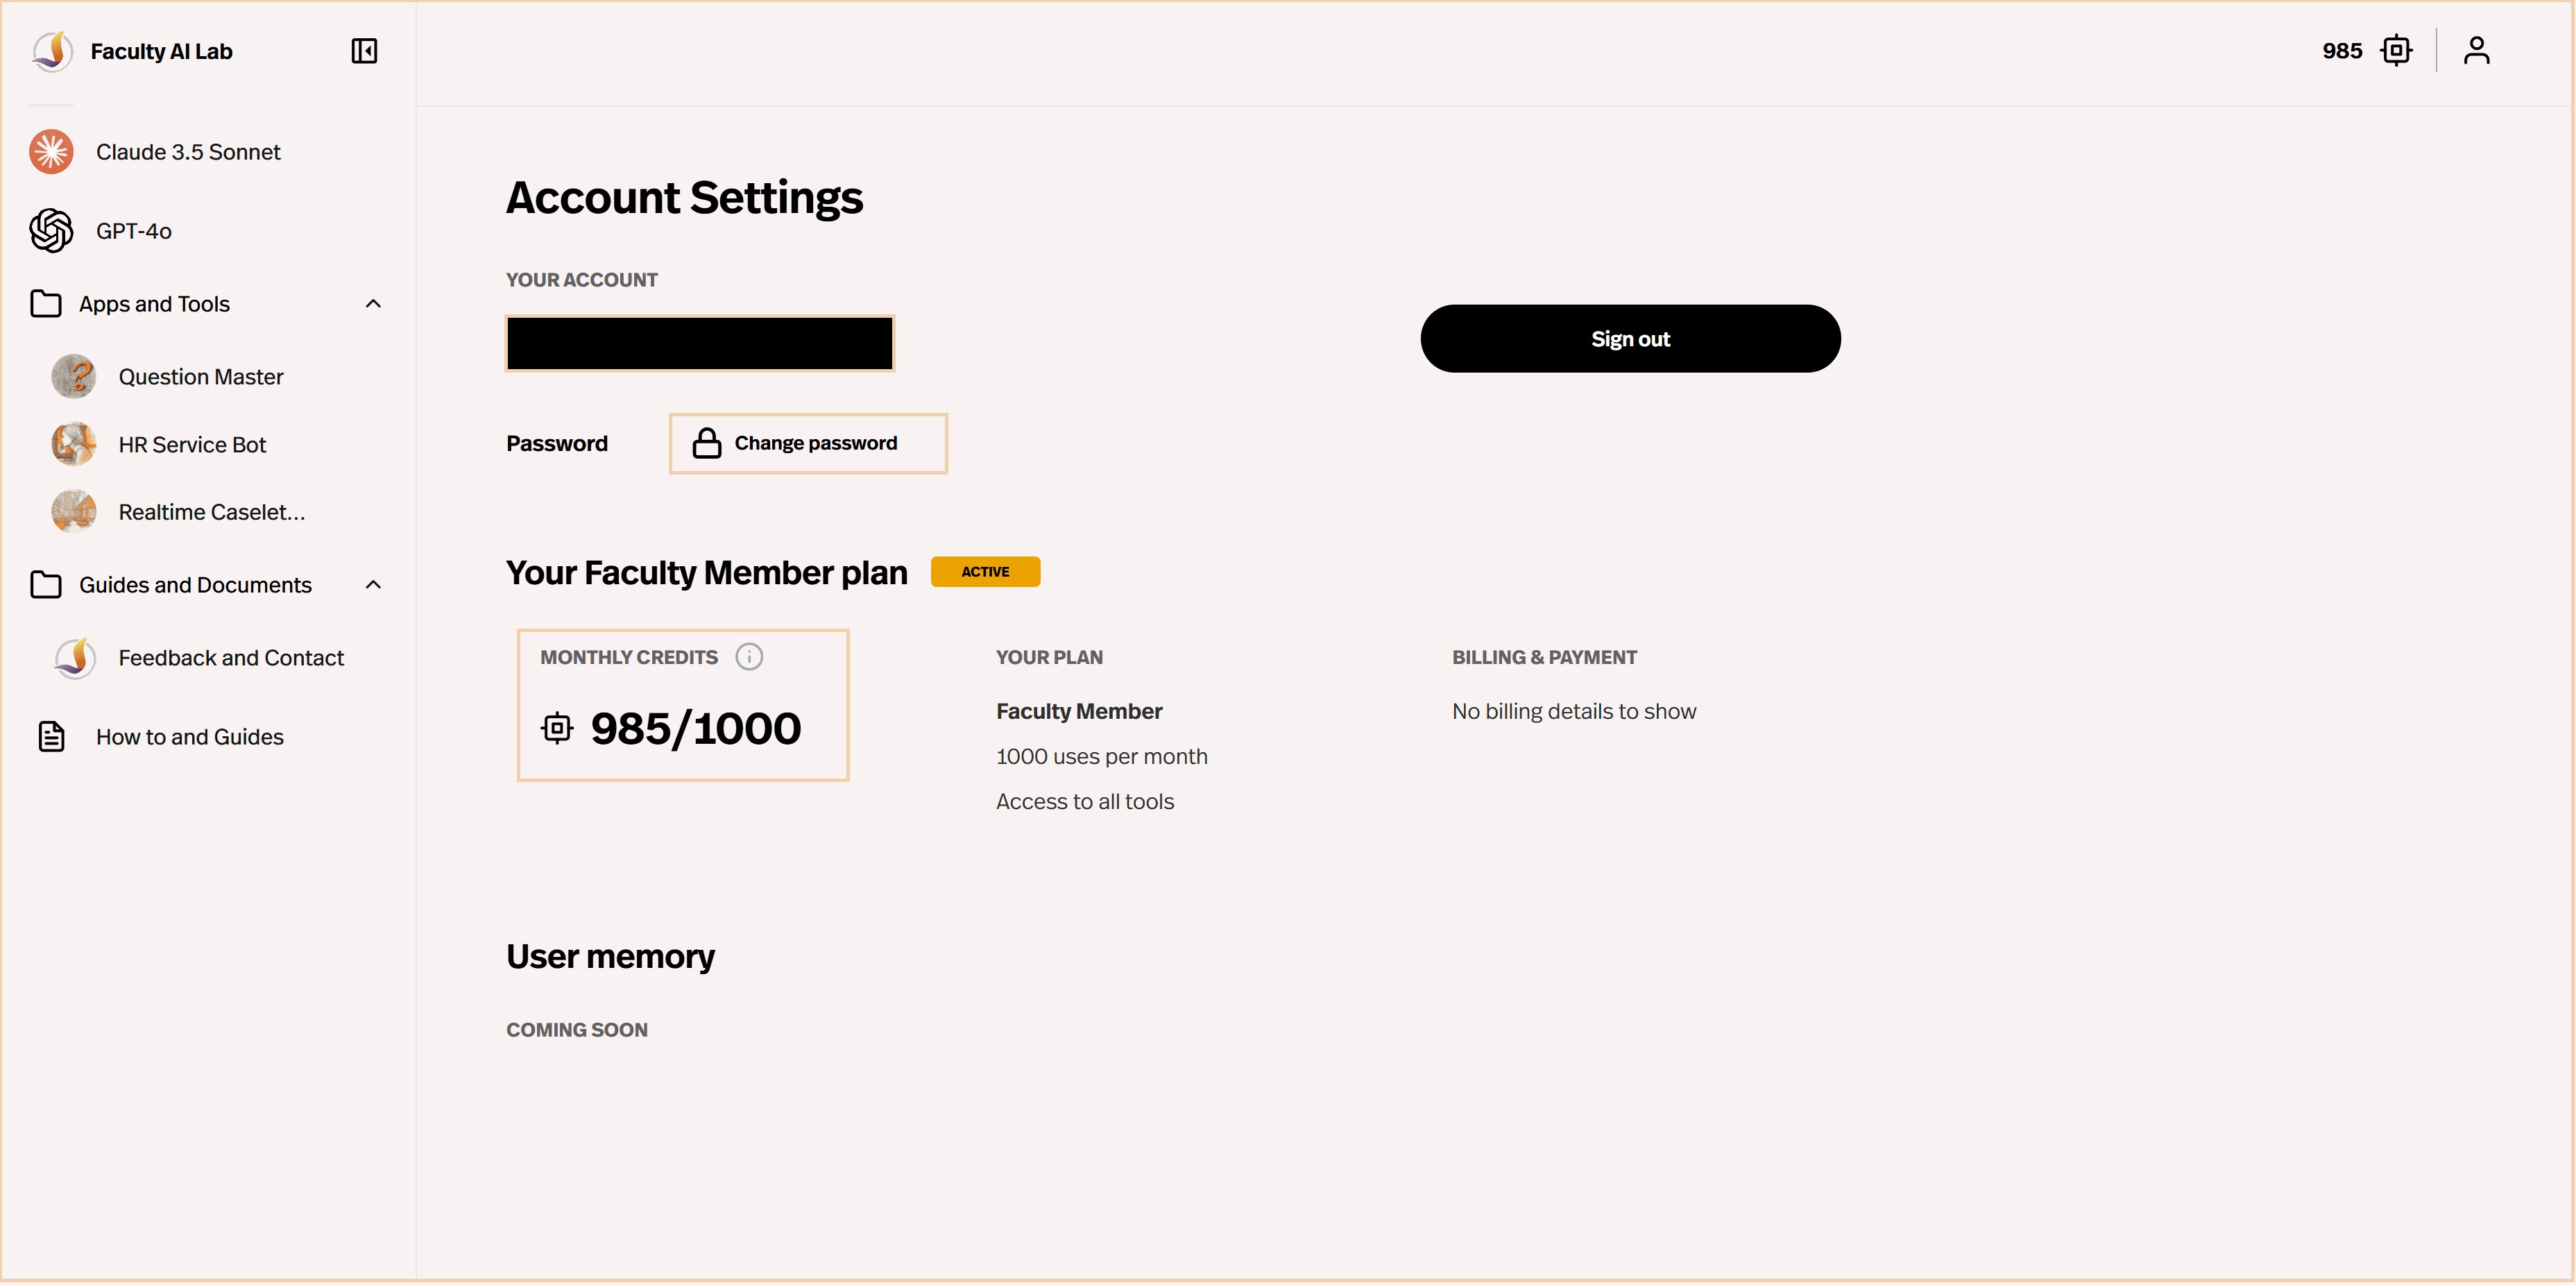 Faculty AI Lab
985
Claude 3.5 Sonnet
GPT-4o
Apps and Tools
Question Master
HR Service Bot
Realtime Caselet...
Guides and Documents
Feedback and Contact
How to and Guides
Account Settings
YOUR ACCOUNT
Sign out
Password
Change password
Your Faculty Member plan
ACTIVE
MONTHLY CREDITS
985/1000
YOUR PLAN
Faculty Member
1000 uses per month
Access to all tools
BILLING & PAYMENT
No billing details to show
User memory
COMING SOON